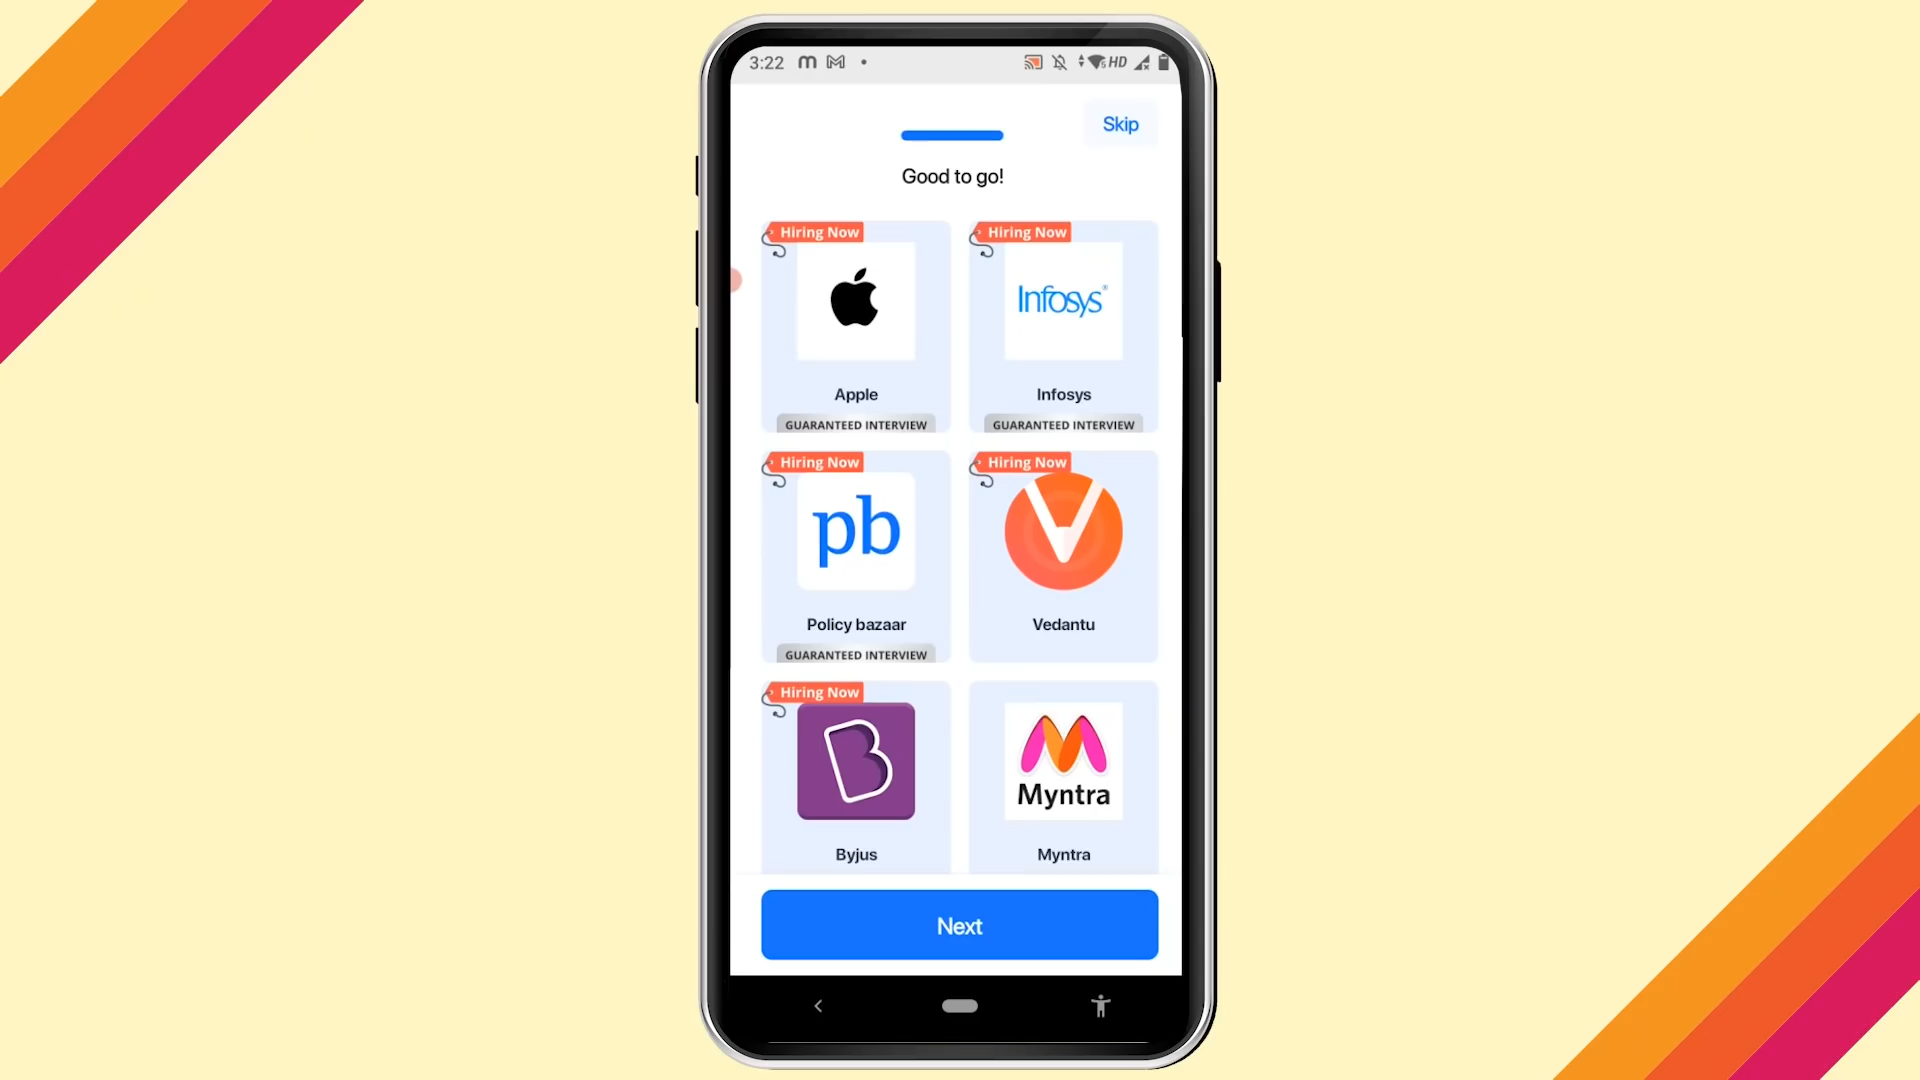 3:22
HD
Skip
Good to go!
Hiring Now
Hiring Now
Infosys
Apple
Infosys
GUARANTEED INTERVIEW
GUARANTEED INTERVIEW
Hiring Now
Hiring Now
pb
Policy bazaar
Vedantu
GUARANTEED INTERVIEW
Hiring Now
B
Myntra
Byjus
Myntra
Next